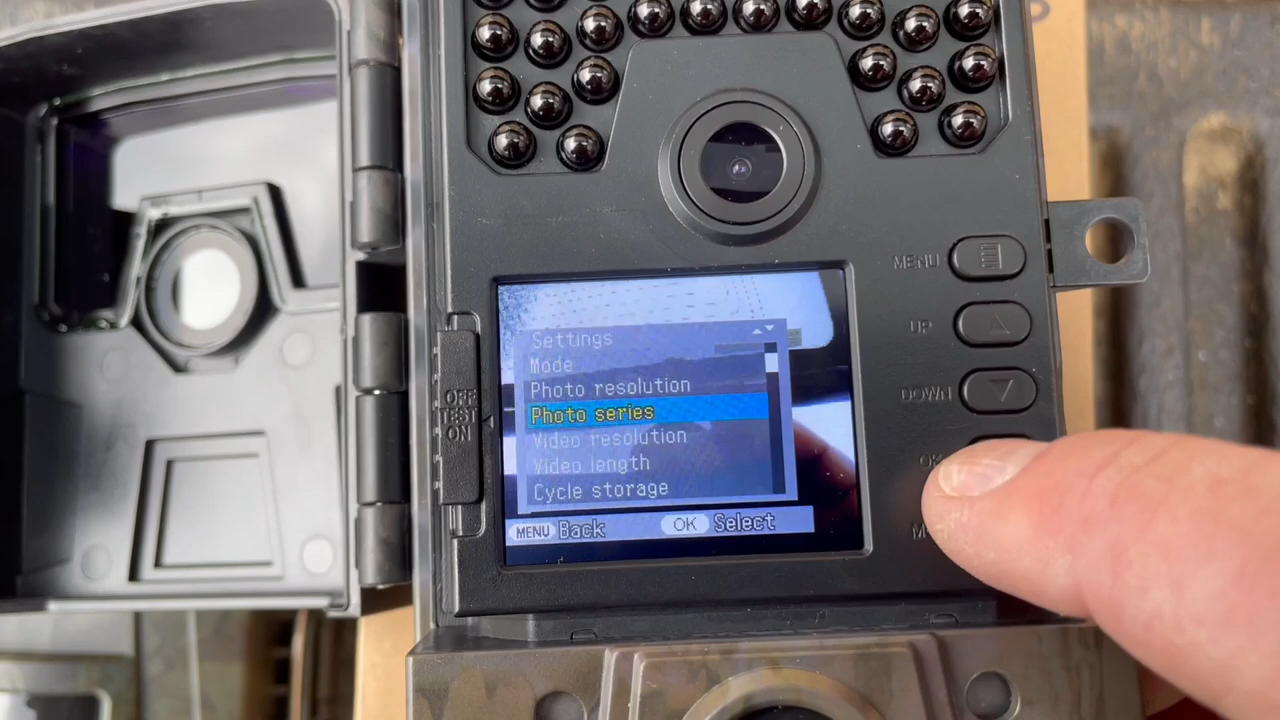 MENU
UP
DOWN
OK
OFF
TEST
ON
Settings
Mode
Photo resolution
Photo series
Video resolution
Video length
Cycle storage
MENU Back
OK Select